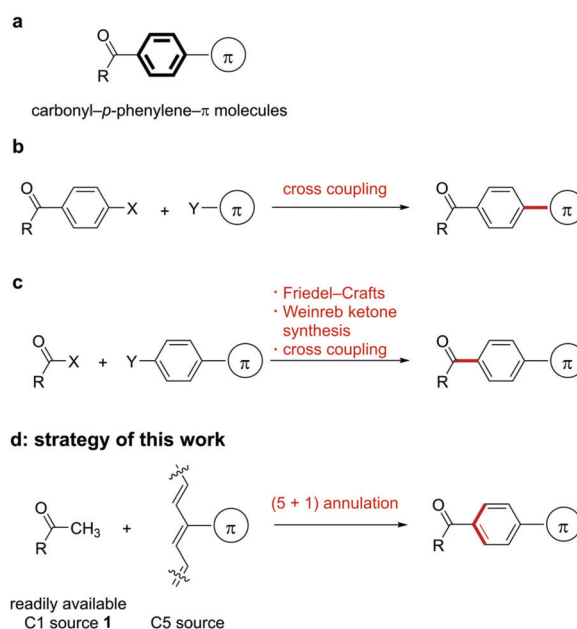 a
O
R
π
carbonyl–p-phenylene–π molecules
b
O
R
X
+
Y
π
cross coupling
O
R
π
c
O
R
X
+
Y
π
· Friedel–Crafts
· Weinreb ketone
synthesis
· cross coupling
O
R
π
d: strategy of this work
O
R
CH3
+
π
(5 + 1) annulation
O
R
π
readily available
C1 source 1
C5 source